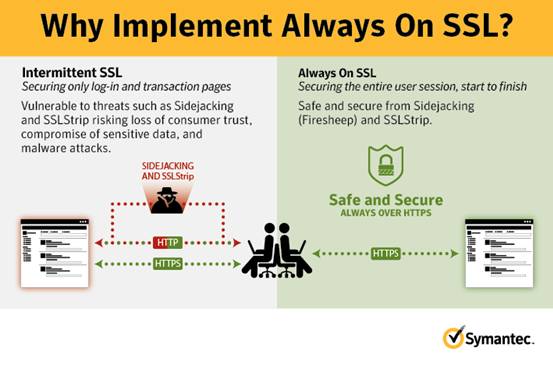 Why Implement Always On SSL?
Intermittent SSL
Securing only log-in and transaction pages
Vulnerable to threats such as Sidejacking
and SSLStrip risking loss of consumer trust,
compromise of sensitive data, and
malware attacks.
SIDEJACKING
AND SSLStrip
HTTP
HTTPS
Always On SSL
Securing the entire user session, start to finish
Safe and secure from Sidejacking
(Firesheep) and SSLStrip.
Safe and Secure
ALWAYS OVER HTTPS
HTTPS
Symantec.